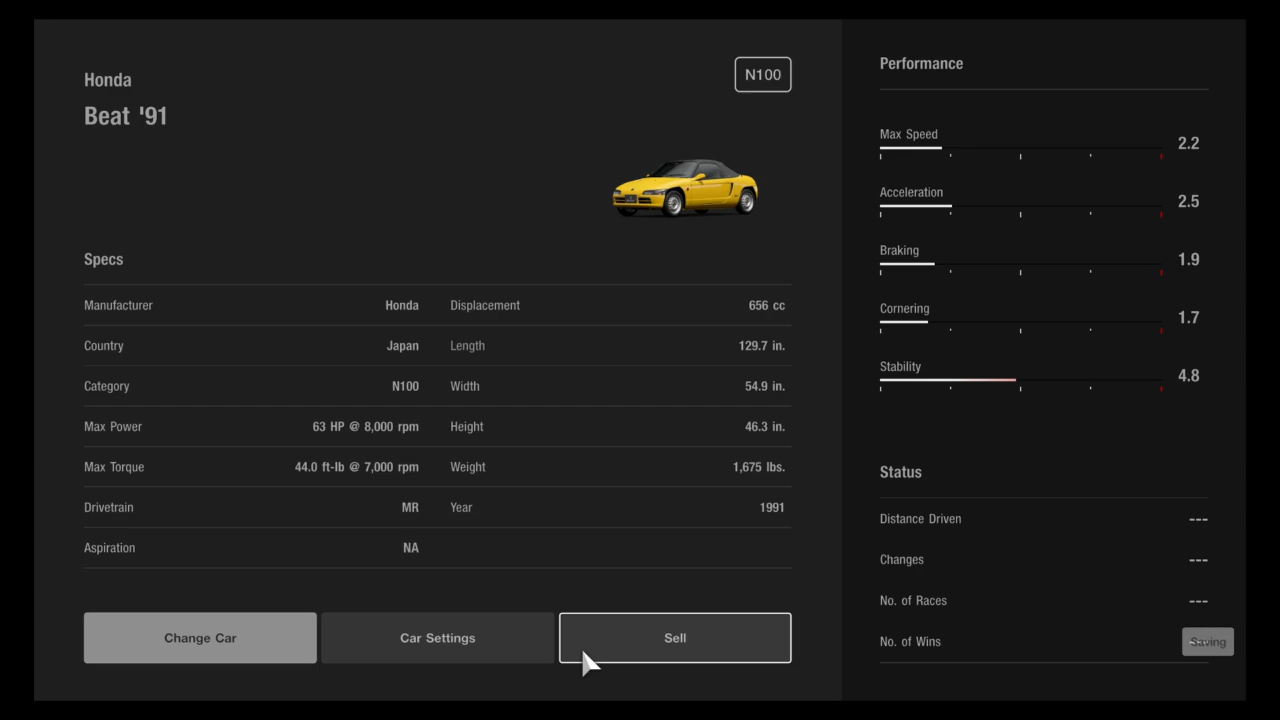 Honda
N100
Beat '91
Specs
Manufacturer Honda Displacement 656 cc
Country Japan Length 129.7 in.
Category N100 Width 54.9 in.
Max Power 63 HP @ 8,000 rpm Height 46.3 in.
Max Torque 44.0 ft-lb @ 7,000 rpm Weight 1,675 lbs.
Drivetrain MR Year 1991
Aspiration NA
Change Car Car Settings Sell
Performance
Max Speed 2.2
Acceleration 2.5
Braking 1.9
Cornering 1.7
Stability 4.8
Status
Distance Driven ---
Changes ---
No. of Races ---
No. of Wins ---
Saving